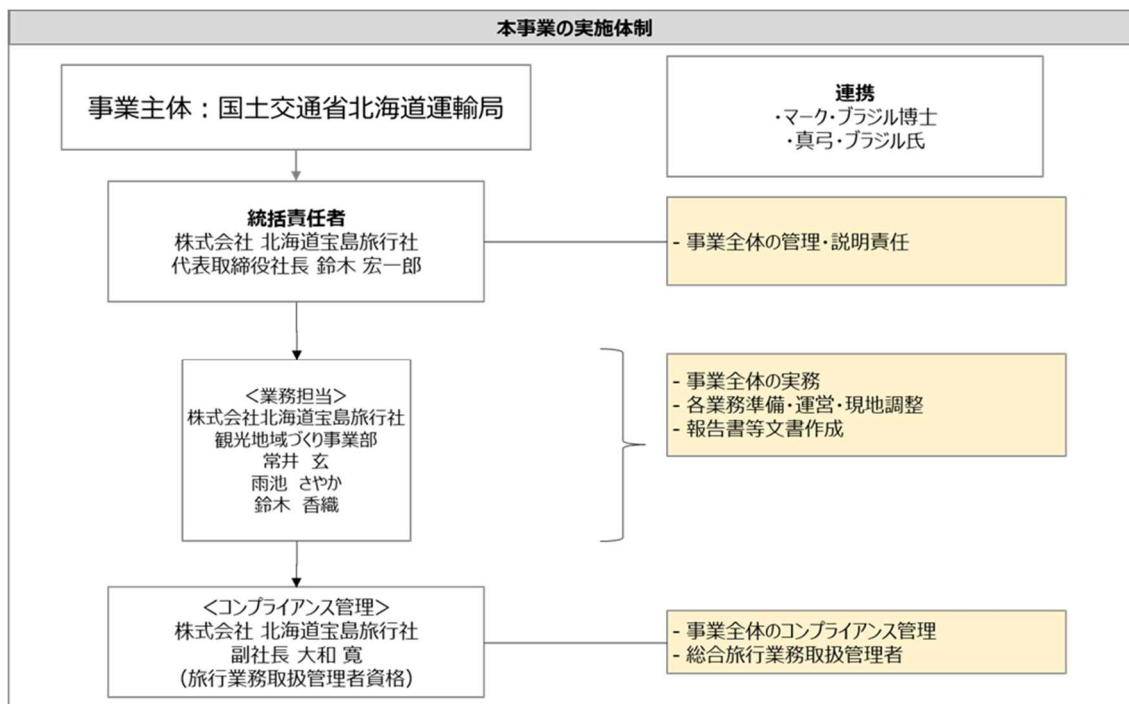 本事業の実施体制
事業主体：国土交通省北海道運輸局
連携
・マーク・ブラジル博士
・真弓・ブラジル氏
統括責任者
株式会社 北海道宝島旅行社
代表取締役社長 鈴木 宏一郎
- 事業全体の管理・説明責任
＜業務担当＞
株式会社北海道宝島旅行社
観光地域づくり事業部
常井　玄
雨池　さやか
鈴木　香織
- 事業全体の実務
- 各業務準備・運営・現地調整
- 報告書等文書作成
＜コンプライアンス管理＞
株式会社 北海道宝島旅行社
副社長 大和 寛
（旅行業務取扱管理者資格）
- 事業全体のコンプライアンス管理
- 総合旅行業務取扱管理者